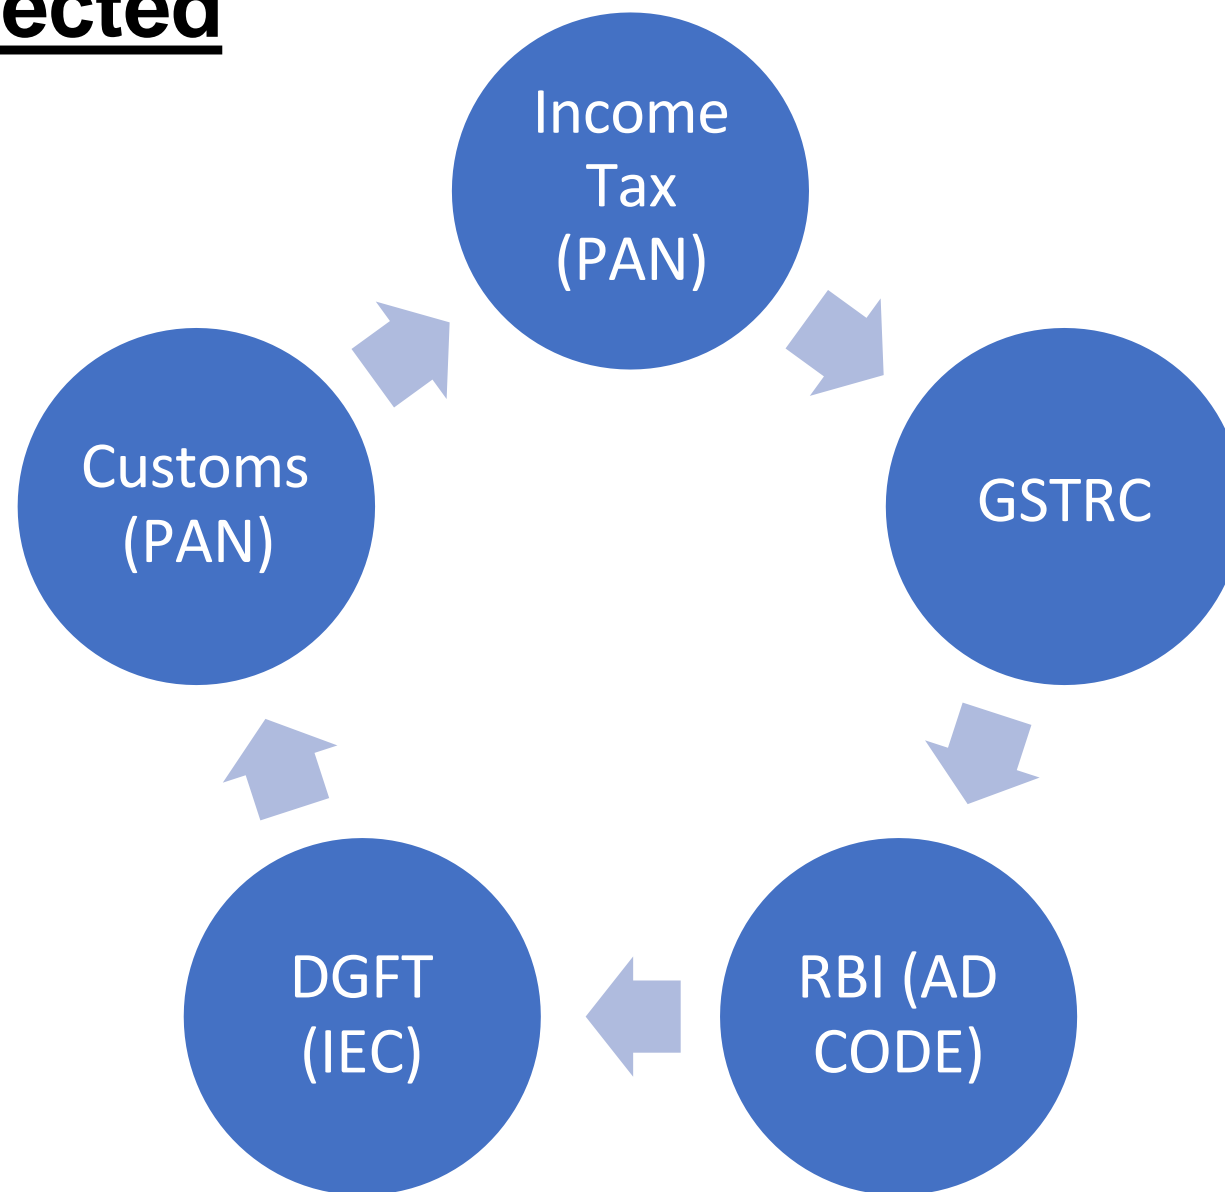 ected
Income
Tax
(PAN)
GSTRC
RBI (AD
CODE)
DGFT
(IEC)
Customs
(PAN)